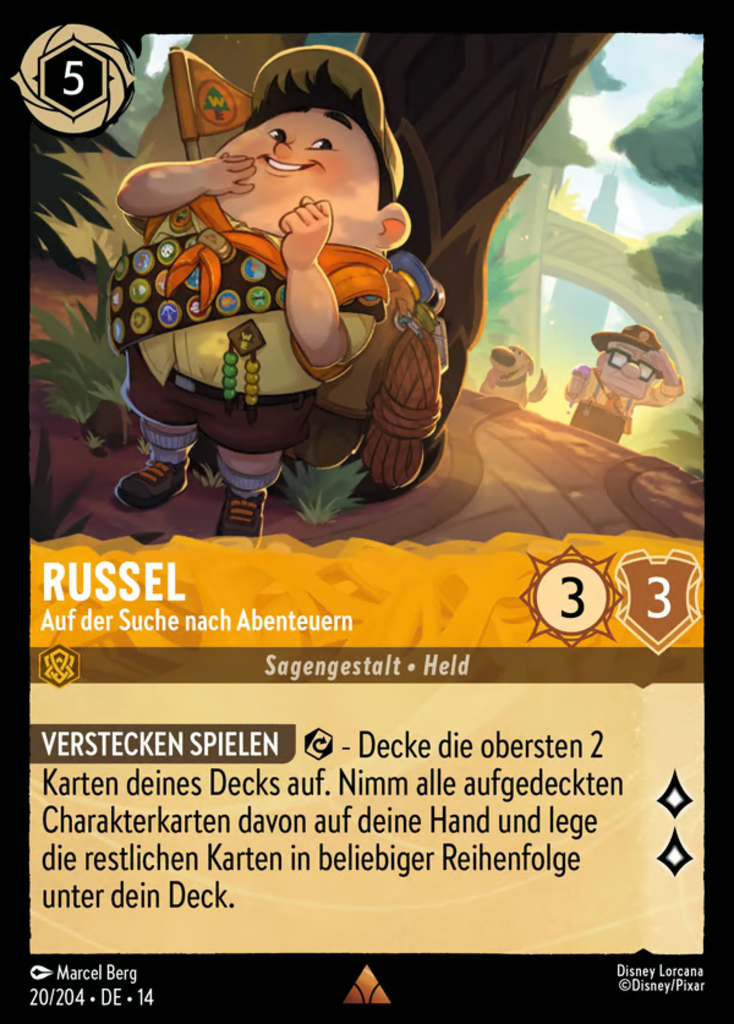 5
W
E
W
RUSSEL
Auf der Suche nach Abenteuern
3
3
Sagengestalt • Held
VERSTECKEN SPIELEN - Decke die obersten 2
Karten deines Decks auf. Nimm alle aufgedeckten
Charakterkarten davon auf deine Hand und lege
die restlichen Karten in beliebiger Reihenfolge
unter dein Deck.
Marcel Berg
20/204 • DE • 14
Disney Lorcana
©Disney/Pixar